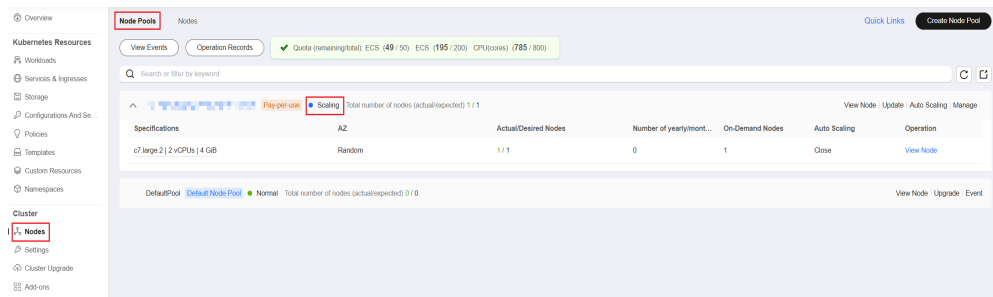 Overview
Kubernetes Resources
Workloads
Services & Ingresses
Storage
Configurations And Se...
Policies
Templates
Custom Resources
Namespaces
Cluster
Nodes
Settings
Cluster Upgrade
Add-ons
Node Pools Nodes Quick Links Create Node Pool
View Events Operation Records Quota (remaining/total): ECS (49 / 50) ECS (195 / 200) CPU(cores) (785 / 800)
Search or filter by keyword.
Pay-per-use Scaling Total number of nodes (actual/expected) 1 / 1 View Node Update Auto Scaling Manage
Specifications AZ Actual/Desired Nodes Number of yearly/mont... On-Demand Nodes Auto Scaling Operation
c7.large.2 | 2 vCPUs | 4 GiB Random 1 / 1 0 1 Close View Node
DefaultPool Default Node Pool Normal Total number of nodes (actual/expected) 0 / 0 View Node Upgrade Event